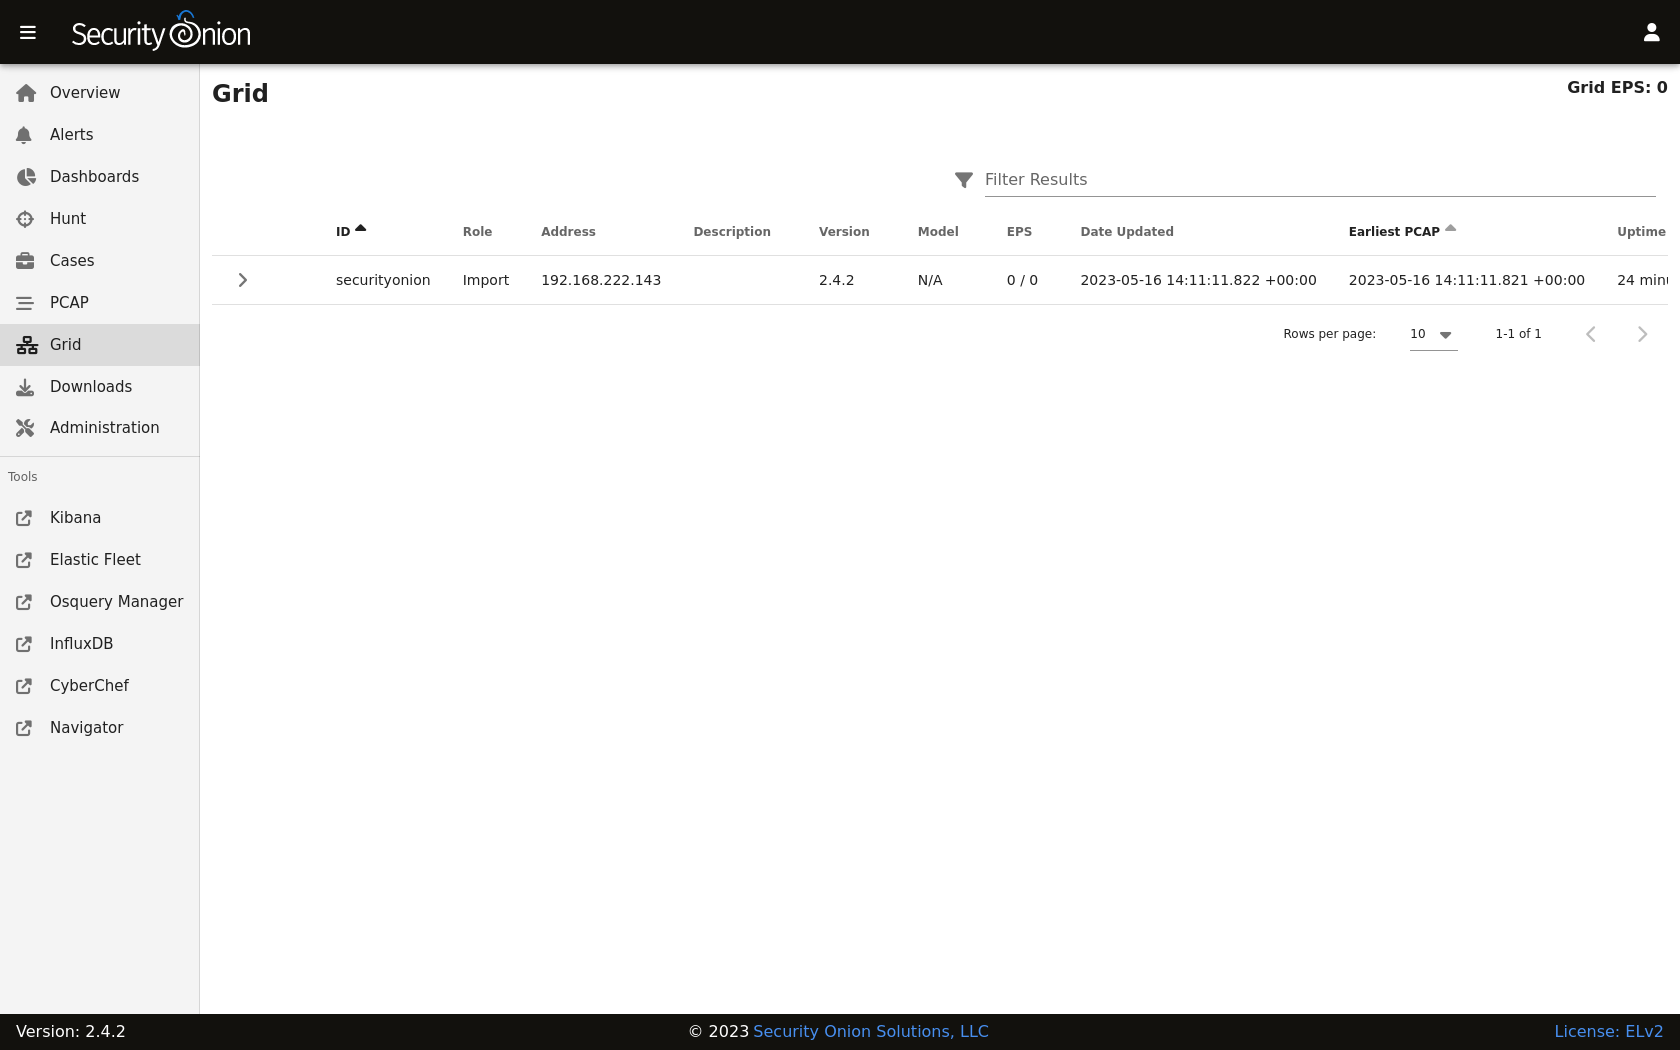 Security Onion
Overview
Alerts
Dashboards
Hunt
Cases
PCAP
Grid
Downloads
Administration
Tools
Kibana
Elastic Fleet
Osquery Manager
InfluxDB
CyberChef
Navigator
Grid
Grid EPS: 0
Filter Results
ID Role Address Description Version Model EPS Date Updated Earliest PCAP Uptime
securityonion Import 192.168.222.143 2.4.2 N/A 0 / 0 2023-05-16 14:11:11.822 +00:00 2023-05-16 14:11:11.821 +00:00 24
Rows per page: 10 1-1 of 1
Version: 2.4.2 © 2023 Security Onion Solutions, LLC License: ELv2